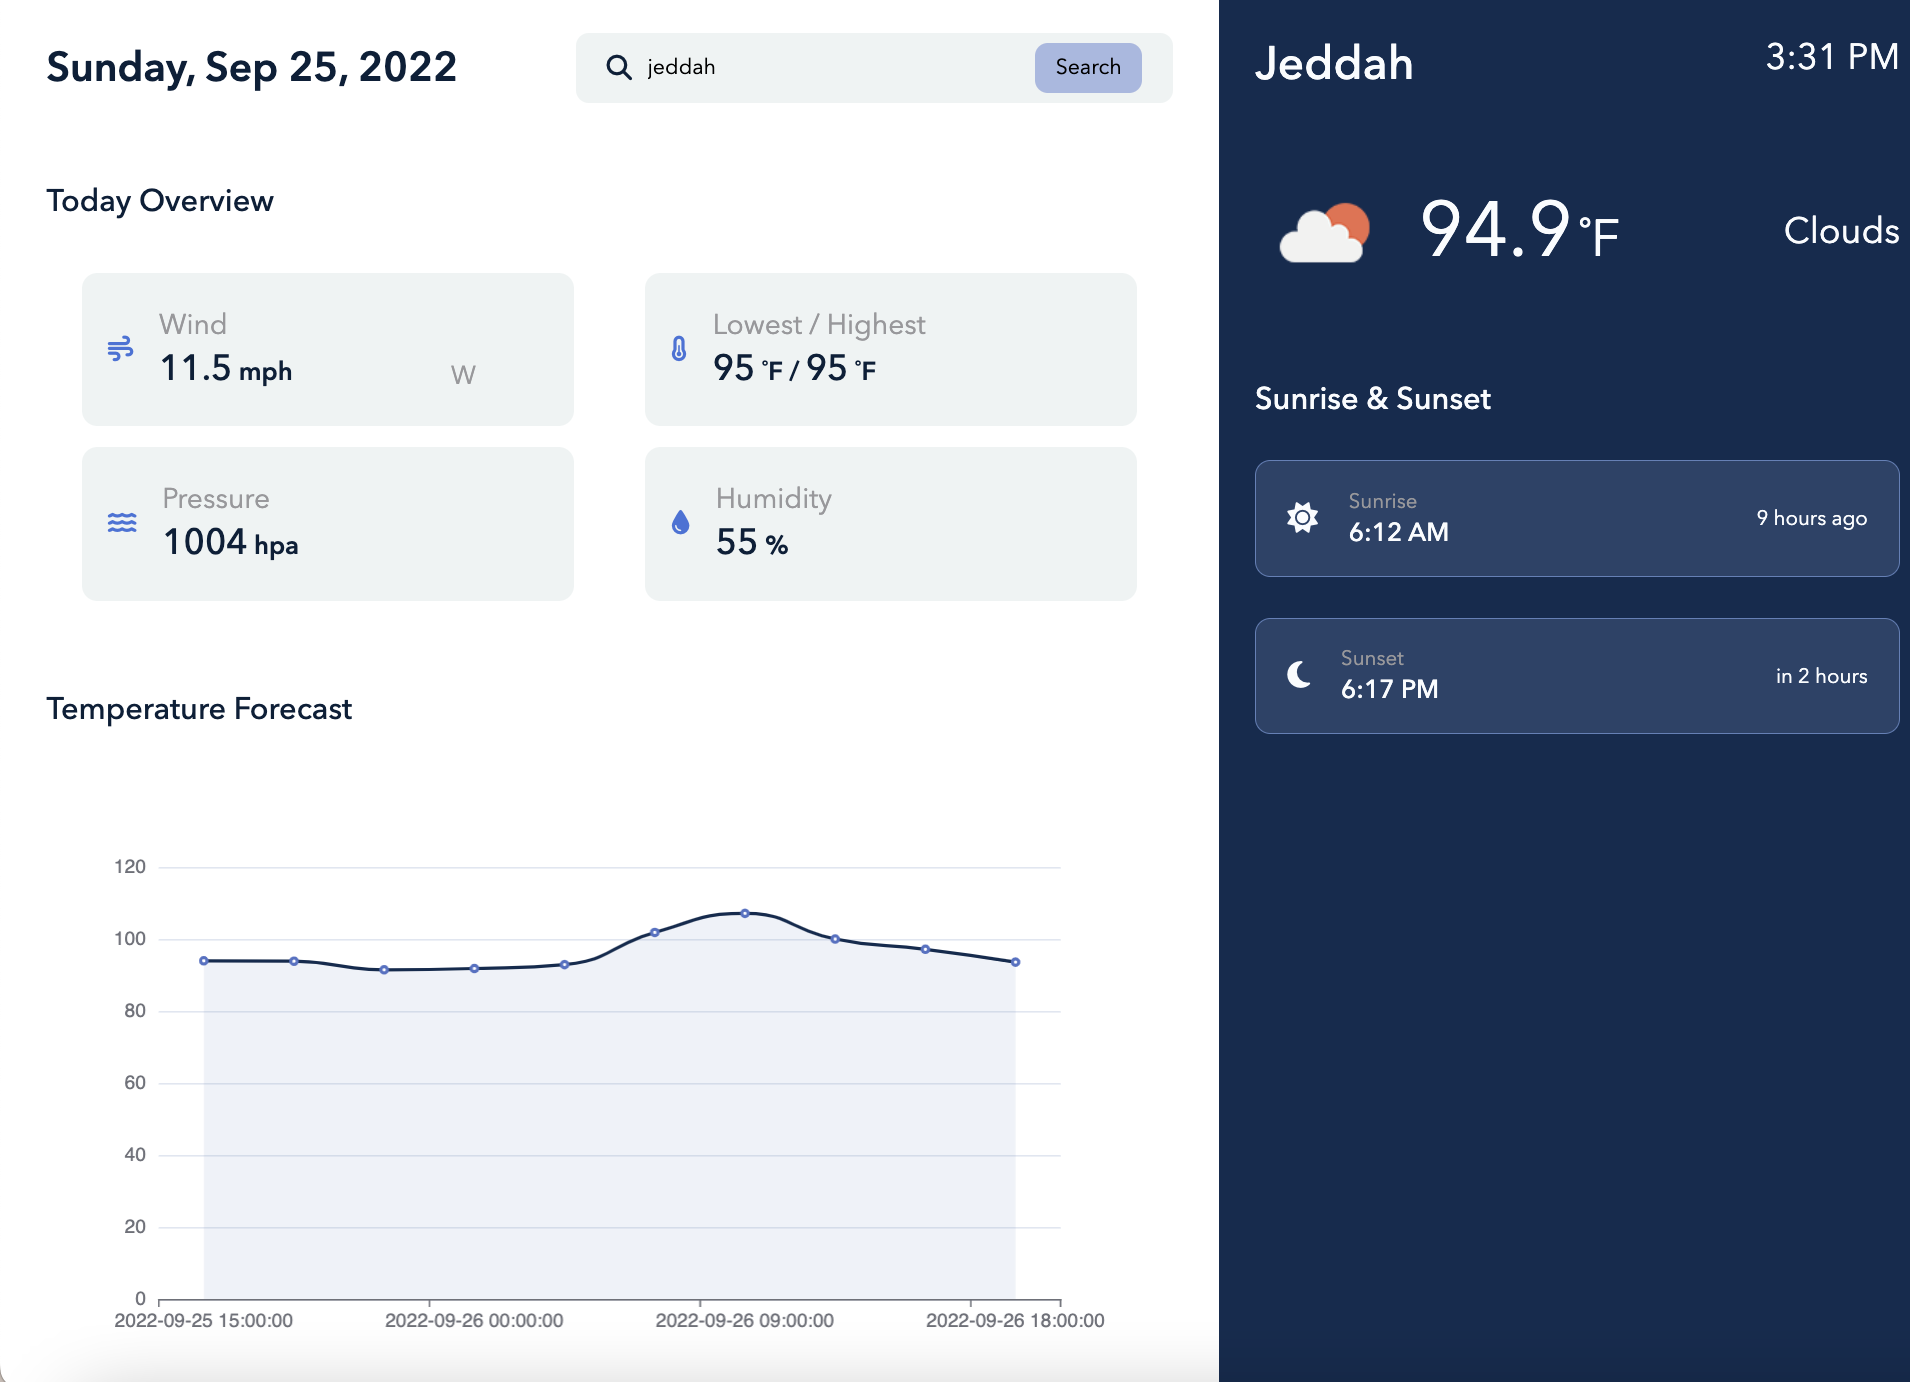 Sunday, Sep 25, 2022
jeddah
Search
Today Overview
Wind
11.5 mph
W
Lowest / Highest
95 °F / 95 °F
Pressure
1004 hpa
Humidity
55 %
Temperature Forecast
120
100
80
60
40
20
0
2022-09-25 15:00:00
2022-09-26 00:00:00
2022-09-26 09:00:00
2022-09-26 18:00:00
Jeddah
3:31 PM
94.9 °F
Clouds
Sunrise & Sunset
Sunrise
6:12 AM
9 hours ago
Sunset
6:17 PM
in 2 hours